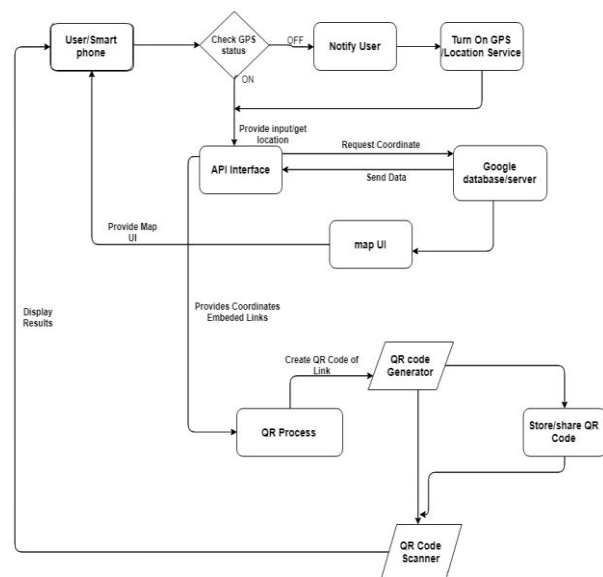 User/Smart
phone
Check GPS
status
OFF
Notify User
Turn On GPS
/Location Service
ON
Provide input/get
location
API Interface
Request Coordinate
Send Data
Google
database/server
Provide Map
UI
map UI
Display
Results
Provides Coordinates
Embeded Links
Create QR Code of
Link
QR code
Generator
QR Process
Store/share QR
Code
QR Code
Scanner